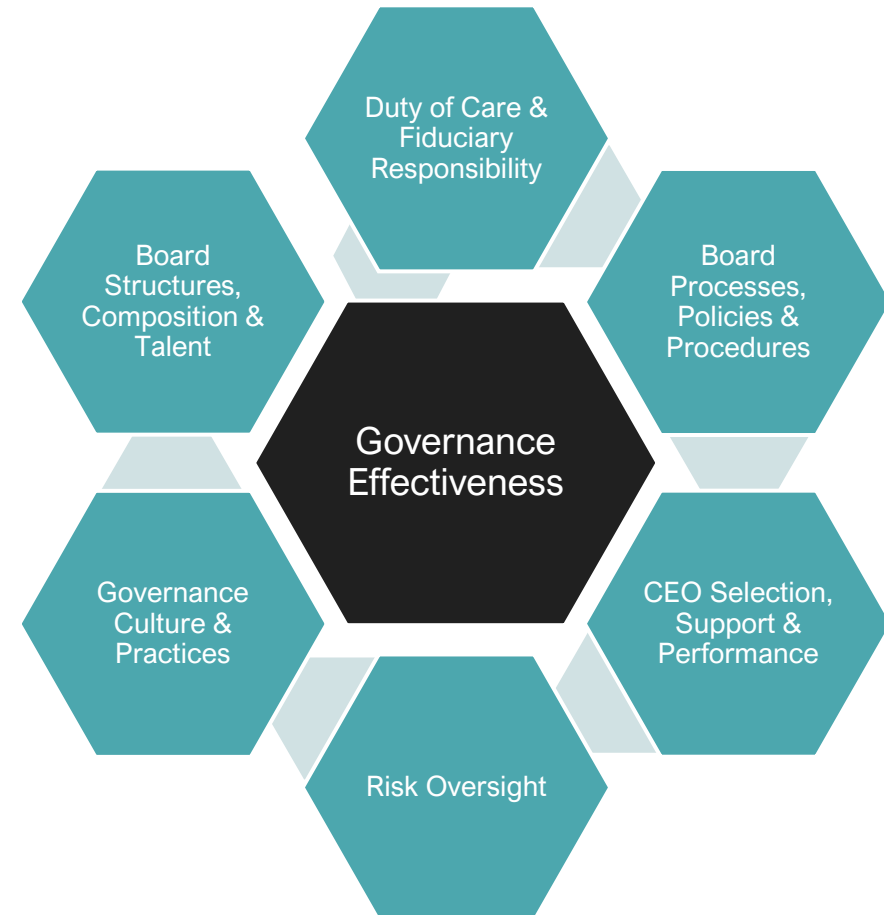 Duty of Care &
Fiduciary
Responsibility
Board
Structures,
Composition &
Talent
Board
Processes,
Policies &
Procedures
Governance
Effectiveness
Governance
Culture &
Practices
CEO Selection,
Support &
Performance
Risk Oversight